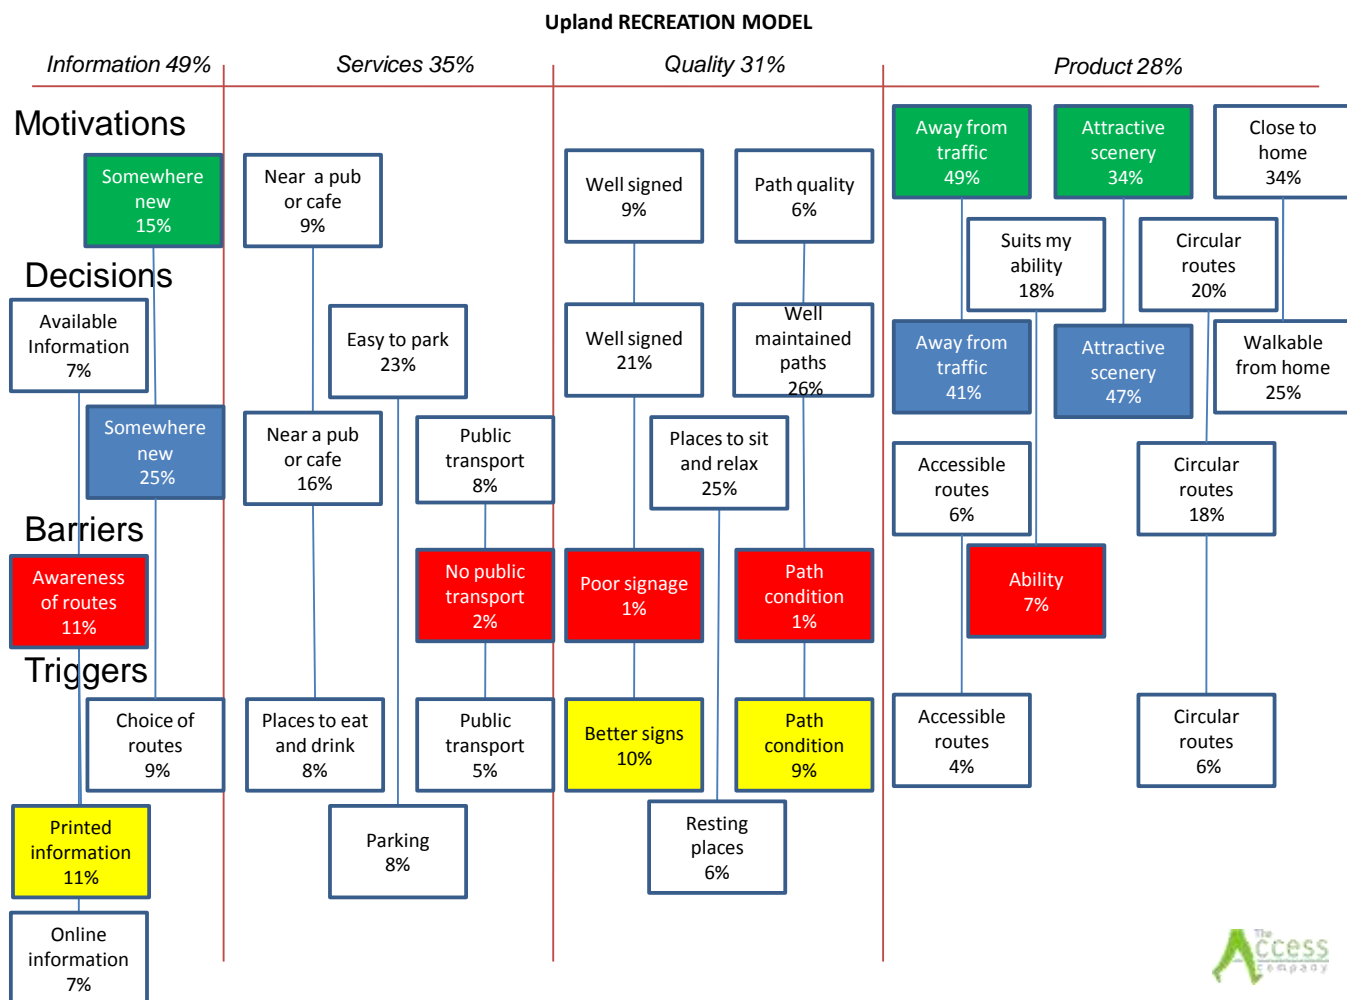 Upland RECREATION MODEL
Information 49%
Services 35%
Quality 31%
Product 28%
Motivations
Somewhere
new
15%
Near a pub
or cafe
9%
Well signed
9%
Path quality
6%
Away from
traffic
49%
Attractive
scenery
34%
Close to
home
34%
Suits my
ability
18%
Circular
routes
20%
Decisions
Available
Information
7%
Somewhere
new
25%
Easy to park
23%
Near a pub
or cafe
16%
Public
transport
8%
Well signed
21%
Well
maintained
paths
26%
Places to sit
and relax
25%
Away from
traffic
41%
Attractive
scenery
47%
Walkable
from home
25%
Accessible
routes
6%
Circular
routes
18%
Barriers
Awareness
of routes
11%
No public
transport
2%
Poor signage
1%
Path
condition
1%
Ability
7%
Triggers
Choice of
routes
9%
Places to eat
and drink
8%
Public
transport
5%
Better signs
10%
Path
condition
9%
Accessible
routes
4%
Circular
routes
6%
Printed
information
11%
Parking
8%
Resting
places
6%
Online
information
7%
The
Access
company